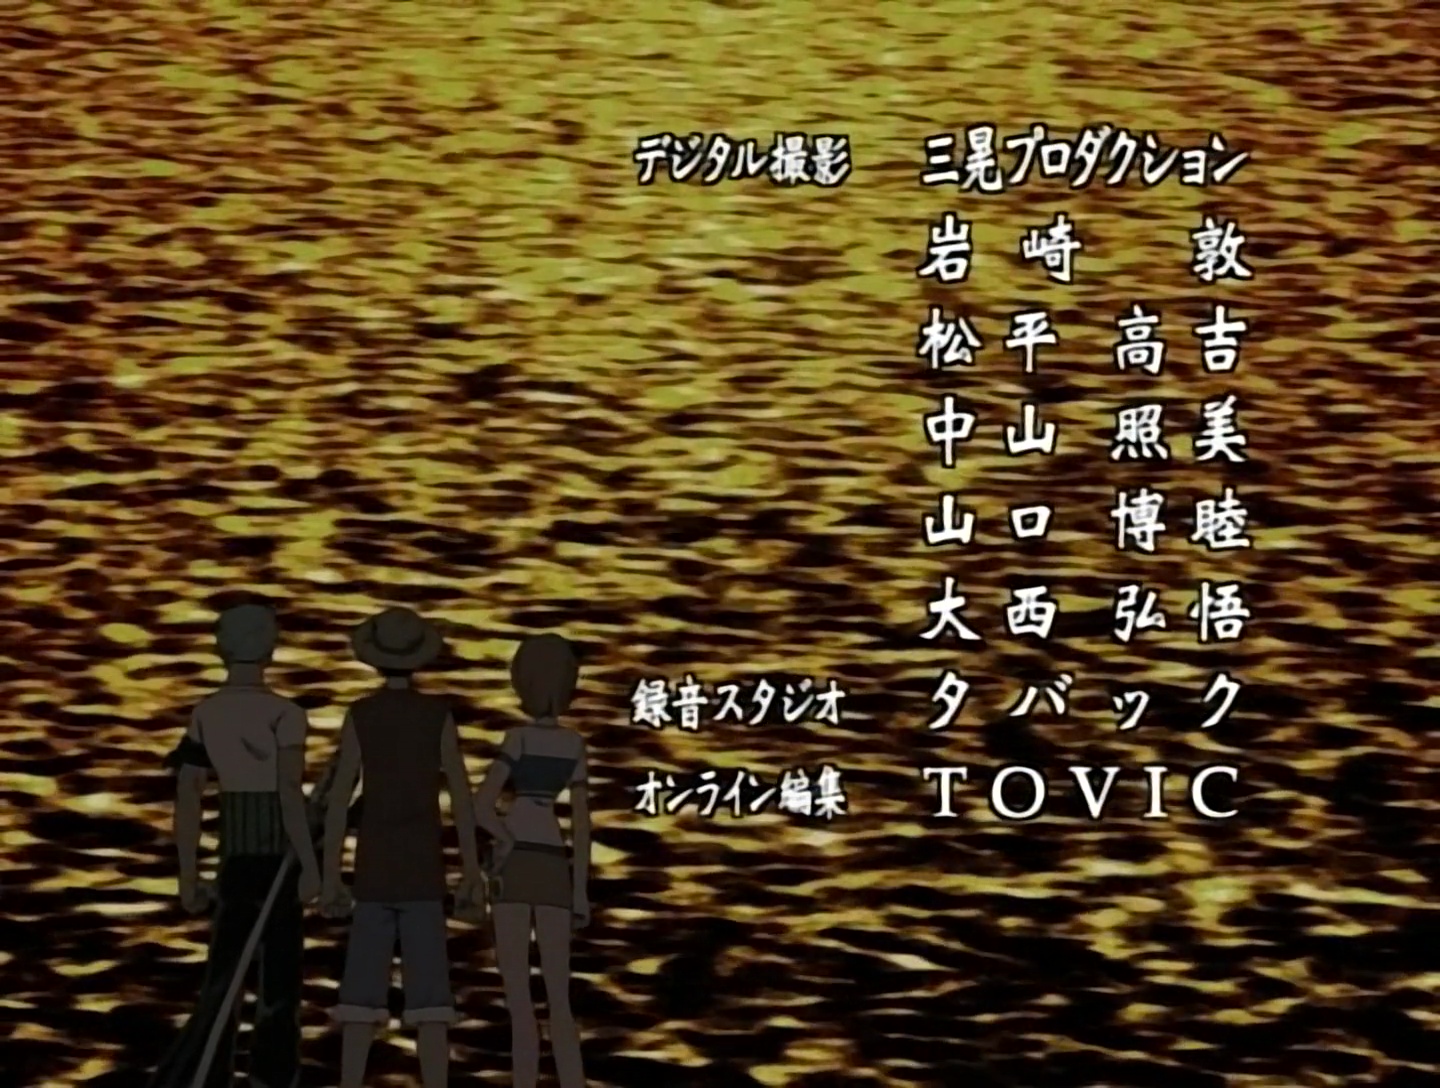 デジタル撮影 三晃プロダクション
岩崎 敦
松平 高吉
中山 照美
山口 博睦
大西 弘悟
録音スタジオ タバック
オンライン編集 TOVIC